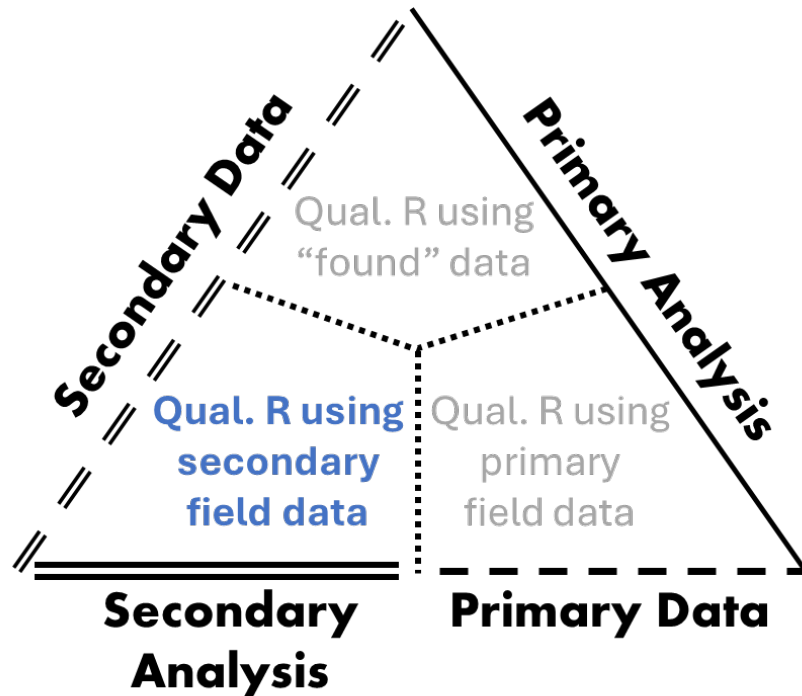 Secondary Data
Primary Analysis
Qual. R using
“found” data
Qual. R using
secondary
field data
Qual. R using
primary
field data
Secondary
Analysis
Primary Data